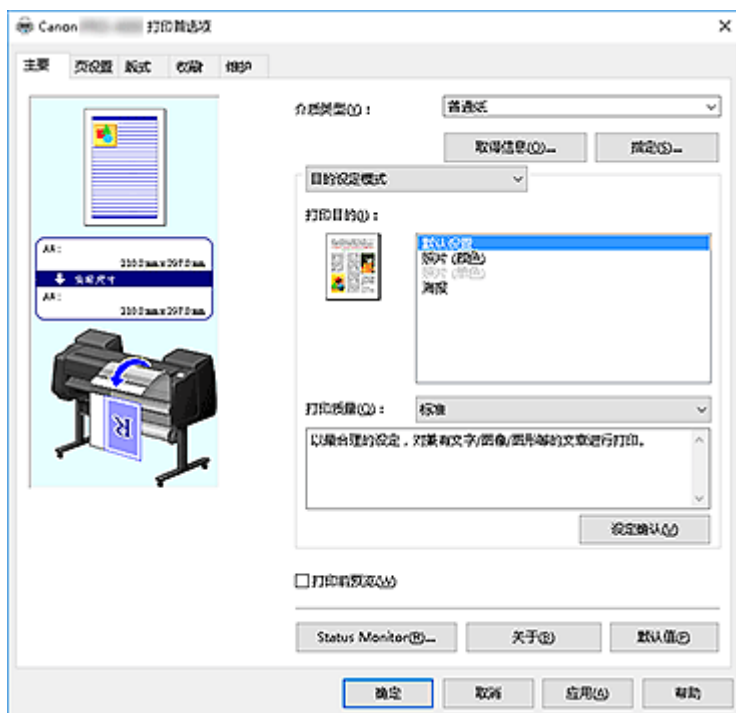 Canon 打印首选项
主要 页设置 版式 收藏 维护
介质类型(Y)：
普通纸
取得信息(O)... 指定(S)...
目的设定模式
打印目的(I)：
默认设置
照片 (颜色)
照片 (单色)
海报
打印质量(Q)： 标准
以最合理的设定，对兼有文字/图像/图形等的文章进行打印。
设定确认(V)
打印前预览(W)
Status Monitor(R)... 关于(B) 默认值(F)
确定 取消 应用(A) 帮助
A4：
210.0mm x 297.0mm
实际尺寸
A4：
210.0mm x 297.0mm
R